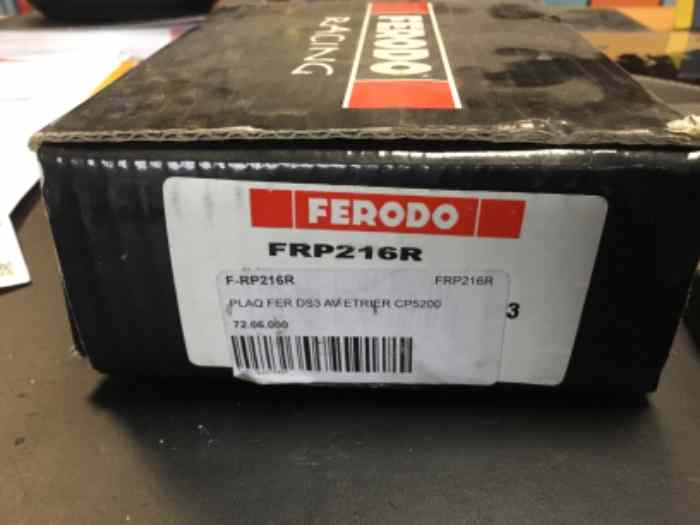 FERODO
RACING
FERODO
FRP216R
F-RP216R FRP216R
PLAQ FER DS3 AV ETRIER CP5200
3
72.06.000